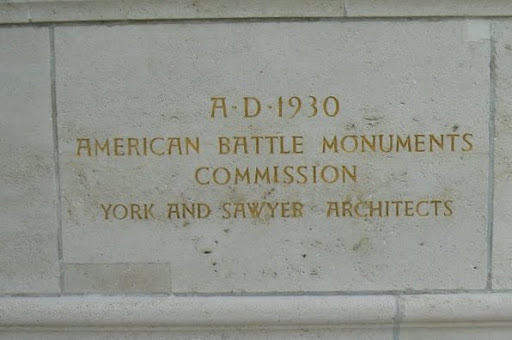 A·D·1930
AMERICAN BATTLE MONUMENTS
COMMISSION
YORK AND SAWYER ARCHITECTS